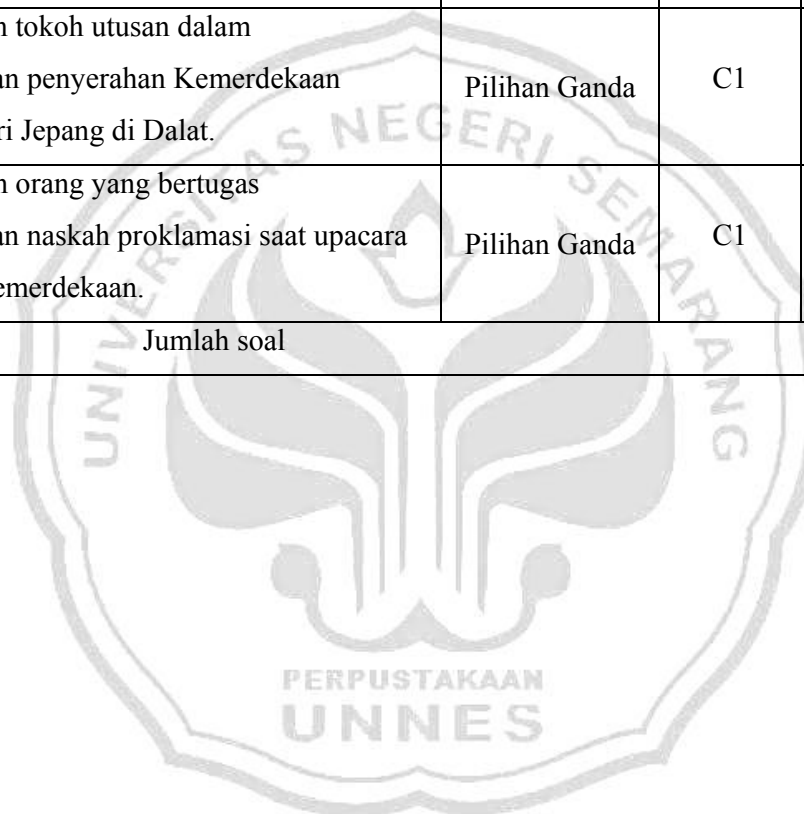 n tokoh utusan dalam
an penyerahan Kemerdekaan
ri Jepang di Dalat.
Pilihan Ganda
C1
n orang yang bertugas
an naskah proklamasi saat upacara
emerdekaan.
Pilihan Ganda
C1
Jumlah soal
UNIVERSITAS NEGERI SEMARANG
PERPUSTAKAAN
UNNES